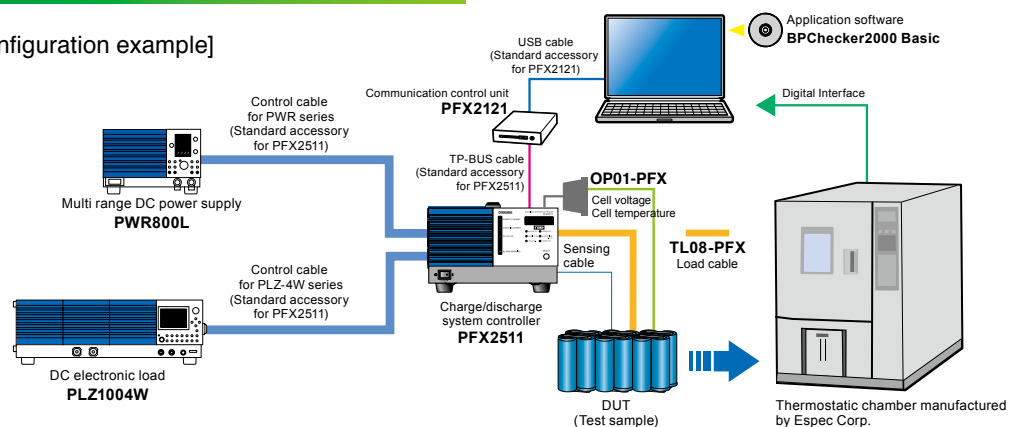 nfiguration example]
Application software
BPChecker2000 Basic
USB cable
(Standard accessory
for PFX2121)
Communication control unit
PFX2121
Digital Interface
Control cable
for PWR series
(Standard accessory
for PFX2511)
TP-BUS cable
(Standard accessory
for PFX2511)
OP01-PFX
Cell voltage
Cell temperature
Multi range DC power supply
PWR800L
TL08-PFX
Load cable
Sensing
cable
Control cable
for PLZ-4W series
(Standard accessory
for PFX2511)
Charge/discharge
system controller
PFX2511
DC electronic load
PLZ1004W
DUT
(Test sample)
Thermostatic chamber manufactured
by Espec Corp.